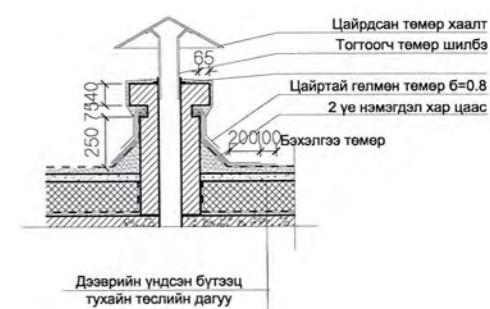 Цайрдсан төмөр хаалт
65
Тогтоогч төмөр шилбэ
Цайртай гөлмөн төмөр б=0.8
2 үе нэмэгдэл хар цаас
140
75
250
200
100
Бэхэлгээ төмөр
Дээврийн үндсэн бүтээц
тухайн төслийн дагуу